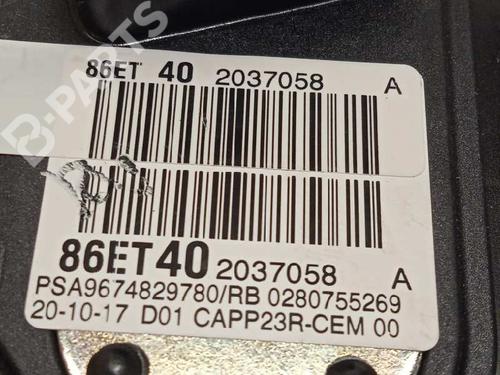 86ET 40 2037058 A
B-PARTS
86ET40 2037058 A
PSA9674829780/RB 0280755269
20-10-17 D01 CAPP23R-CEM 00